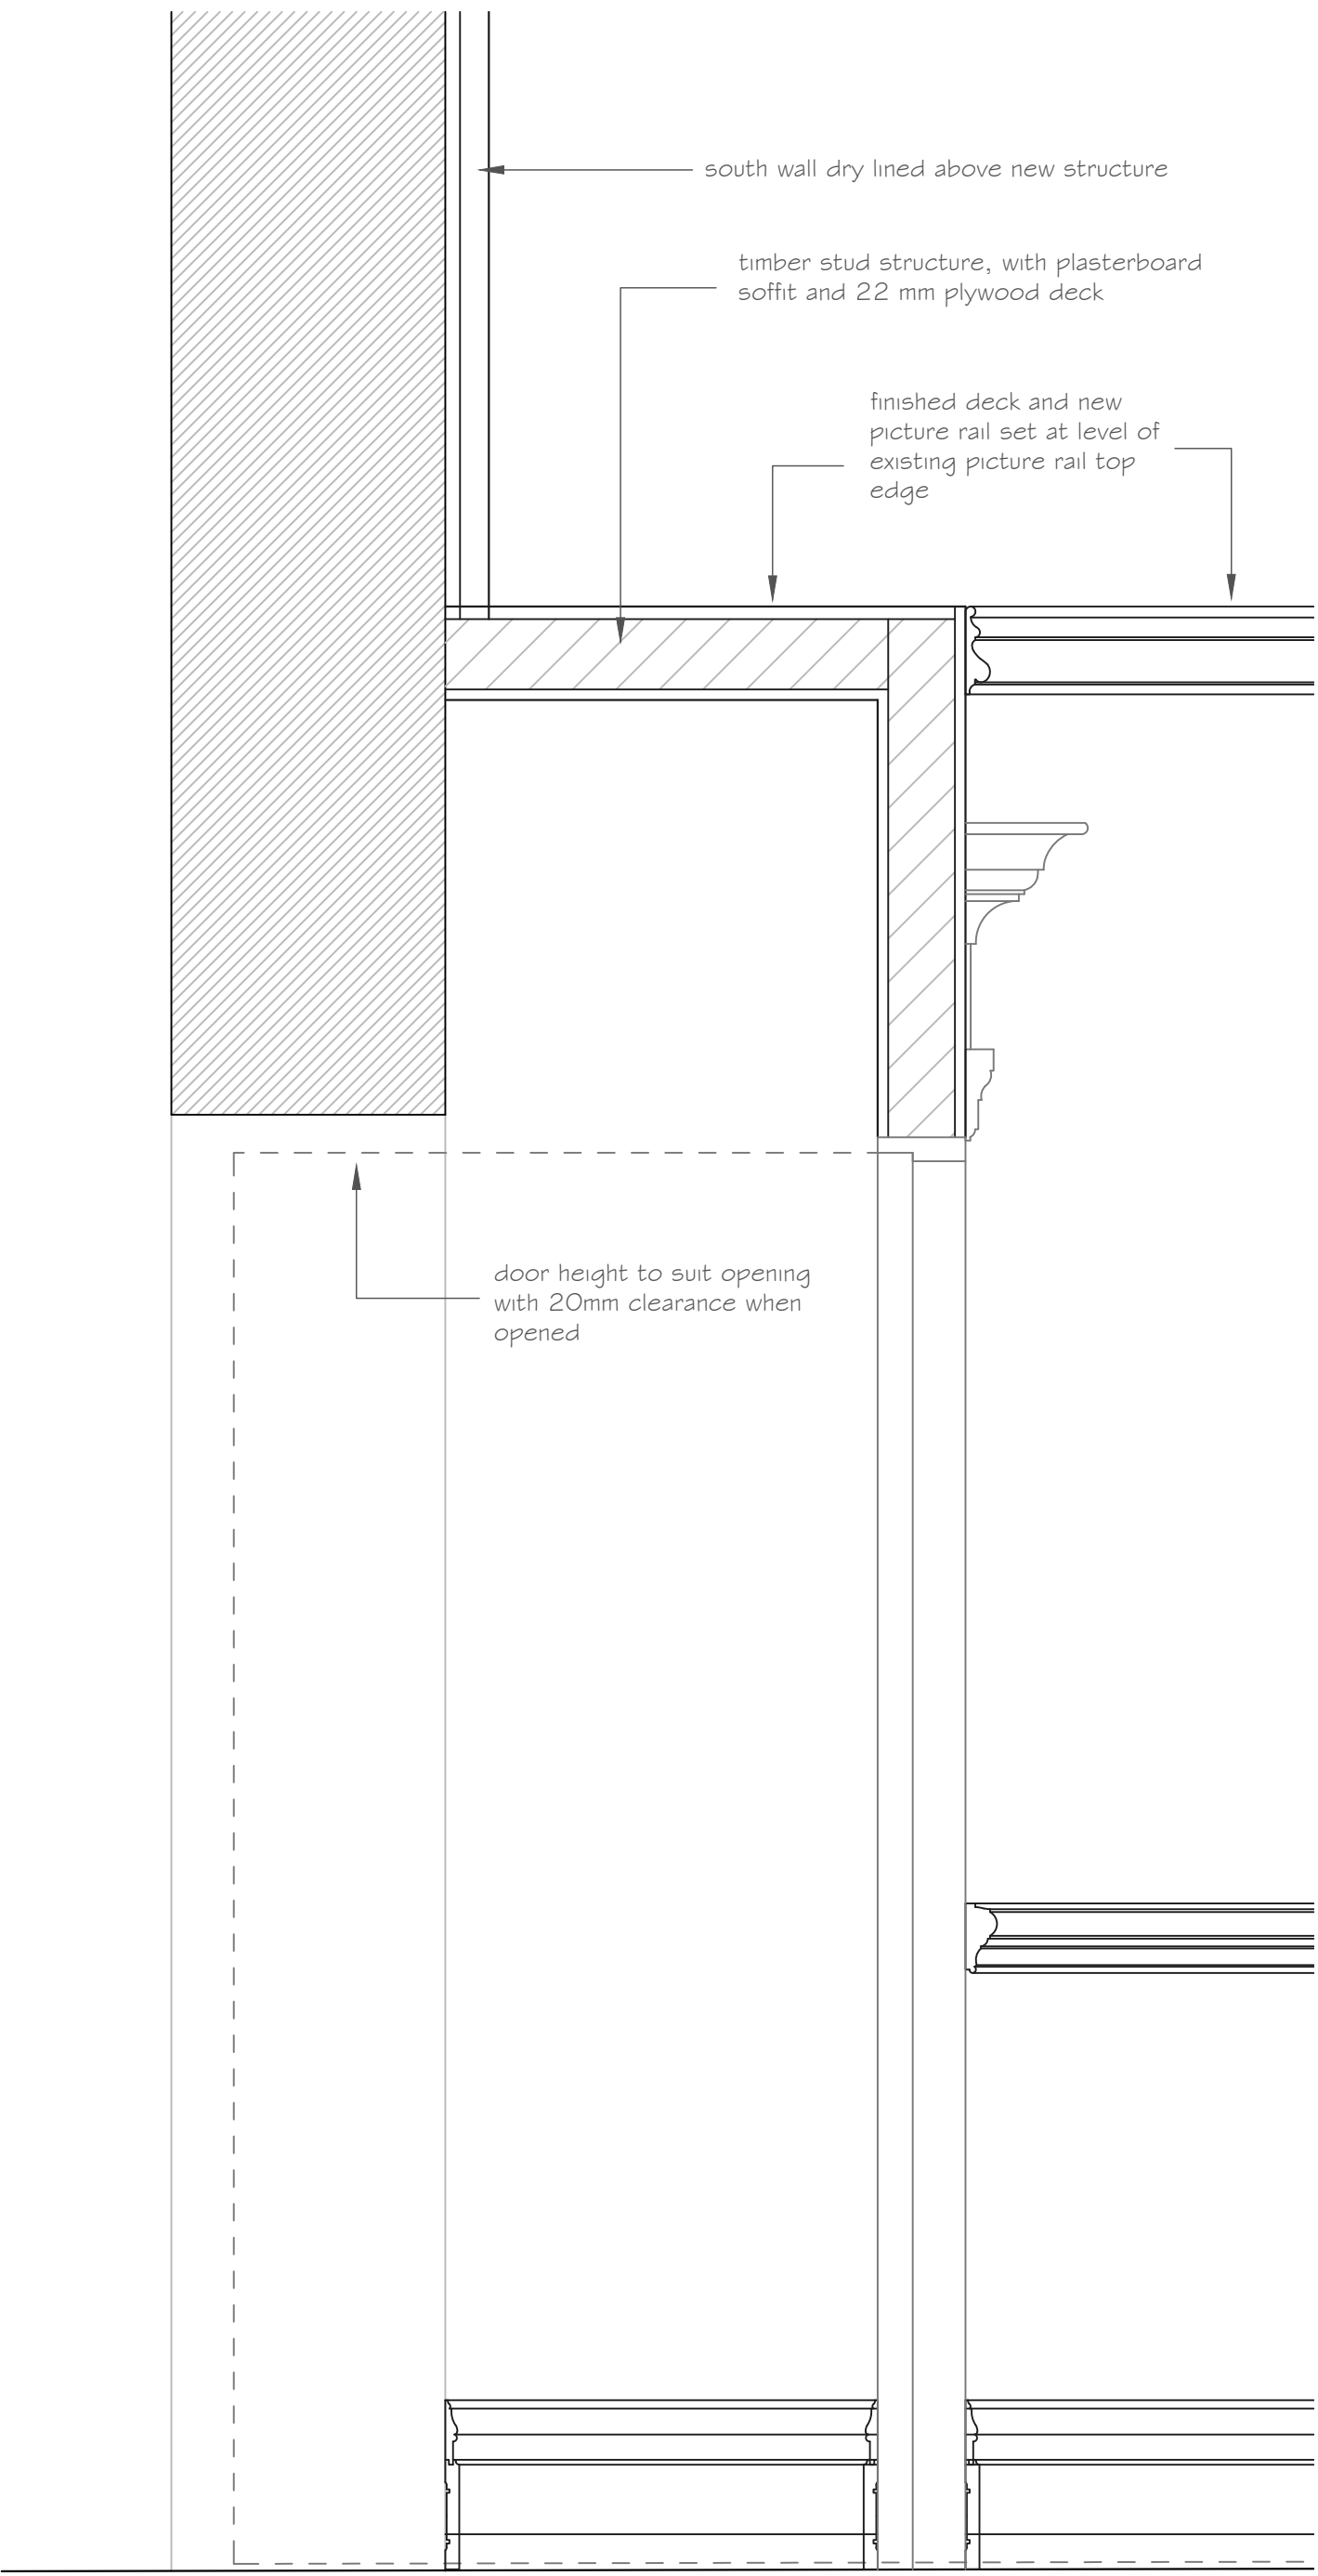 south wall dry lined above new structure
timber stud structure, with plasterboard
soffit and 22 mm plywood deck
finished deck and new
picture rail set at level of
existing picture rail top
edge
door height to suit opening
with 20mm clearance when
opened